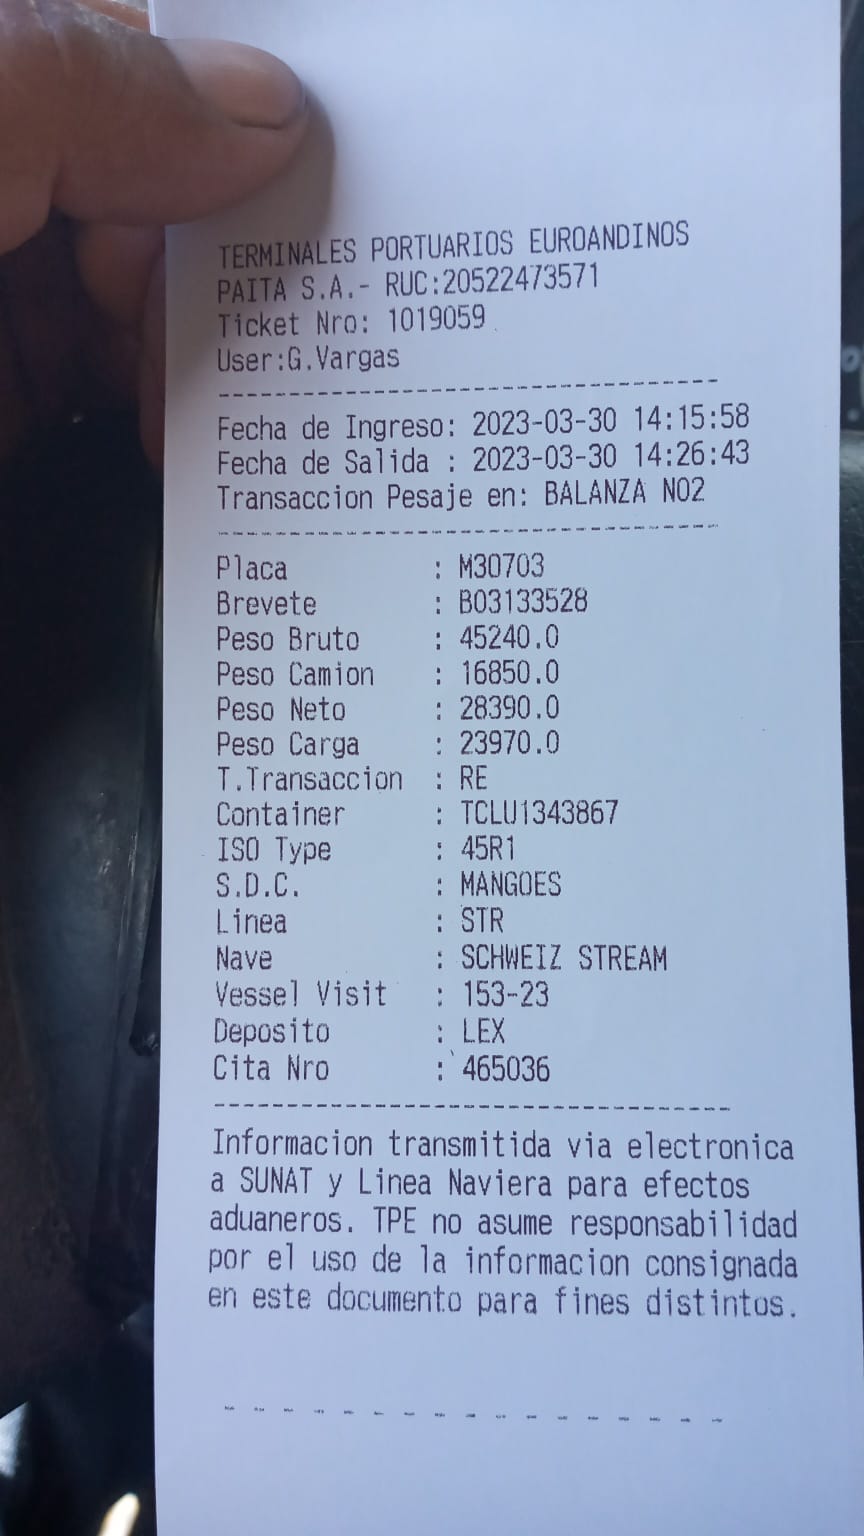 TERMINALES PORTUARIOS EUROANDINOS
PAITA S.A.- RUC:20522473571
Ticket Nro: 1019059
User:G.Vargas
---------------------------------
Fecha de Ingreso: 2023-03-30 14:15:58
Fecha de Salida : 2023-03-30 14:26:43
Transaccion Pesaje en: BALANZA NO2
---------------------------------
Placa : M30703
Brevete : B03133528
Peso Bruto : 45240.0
Peso Camion : 16850.0
Peso Neto : 28390.0
Peso Carga : 23970.0
T.Transaccion : RE
Container : TCLU1343867
ISO Type : 45R1
S.D.C. : MANGOES
Linea : STR
Nave : SCHWEIZ STREAM
Vessel Visit : 153-23
Deposito : LEX
Cita Nro : 465036
---------------------------------
Informacion transmitida via electronica
a SUNAT y Linea Naviera para efectos
aduaneros. TPE no asume responsabilidad
por el uso de la informacion consignada
en este documento para fines distintos.